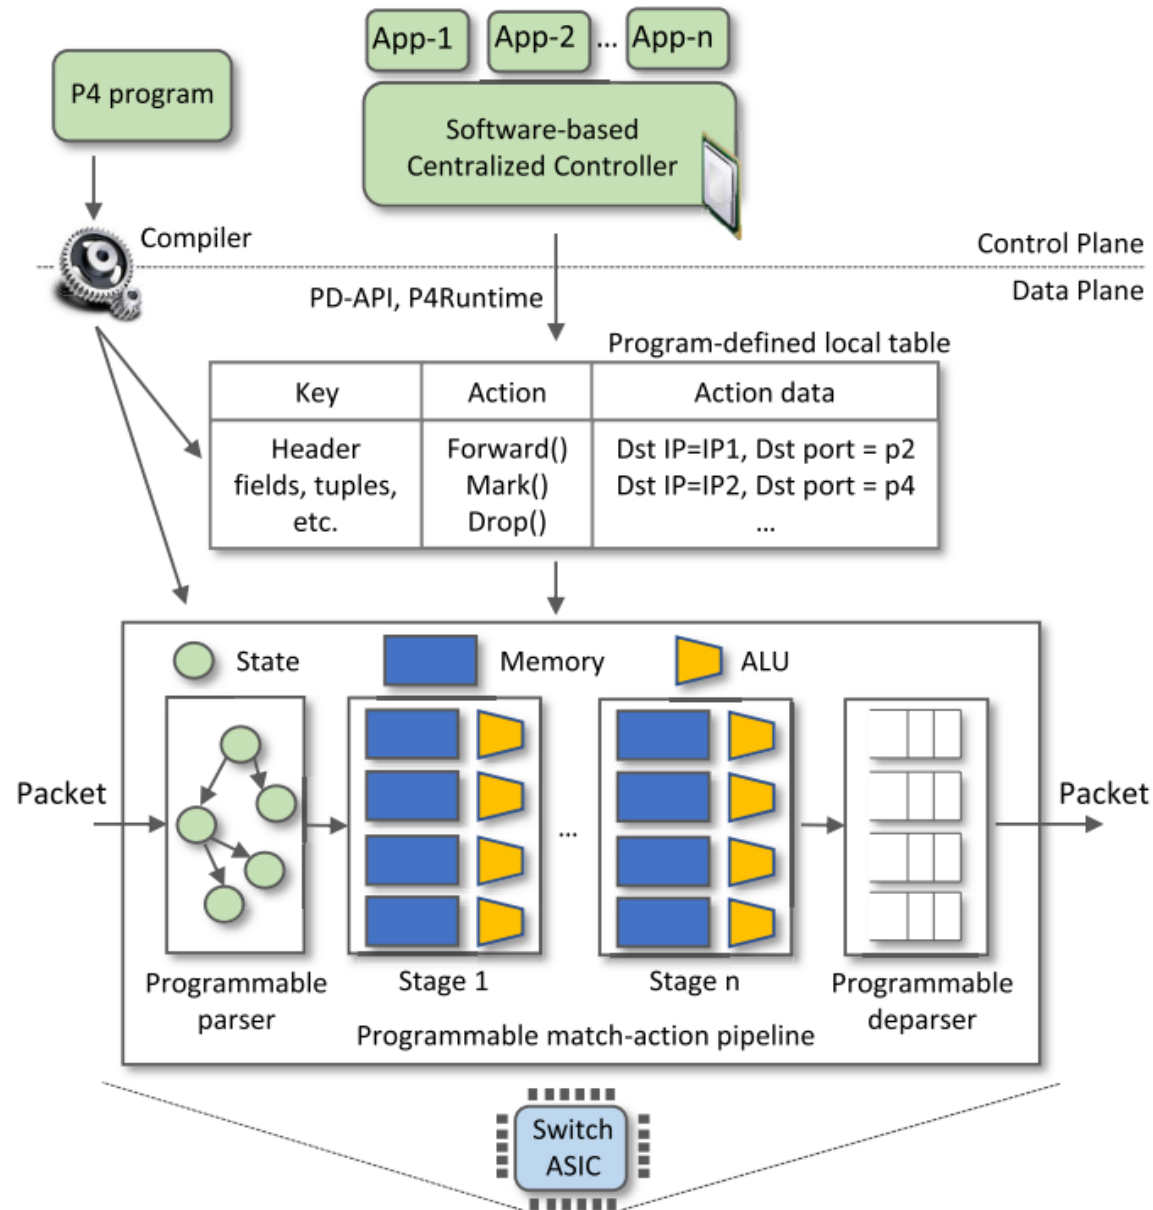 App-1
App-2
...
App-n
P4 program
Software-based
Centralized Controller
Compiler
Control Plane
Data Plane
PD-API, P4Runtime
Program-defined local table
Key
Action
Action data
Header
fields, tuples,
etc.
Forward()
Mark()
Drop()
Dst IP=IP1, Dst port = p2
Dst IP=IP2, Dst port = p4
...
State
Memory
ALU
Packet
...
Packet
Programmable
parser
Stage 1
Stage n
Programmable
deparser
Programmable match-action pipeline
Switch
ASIC